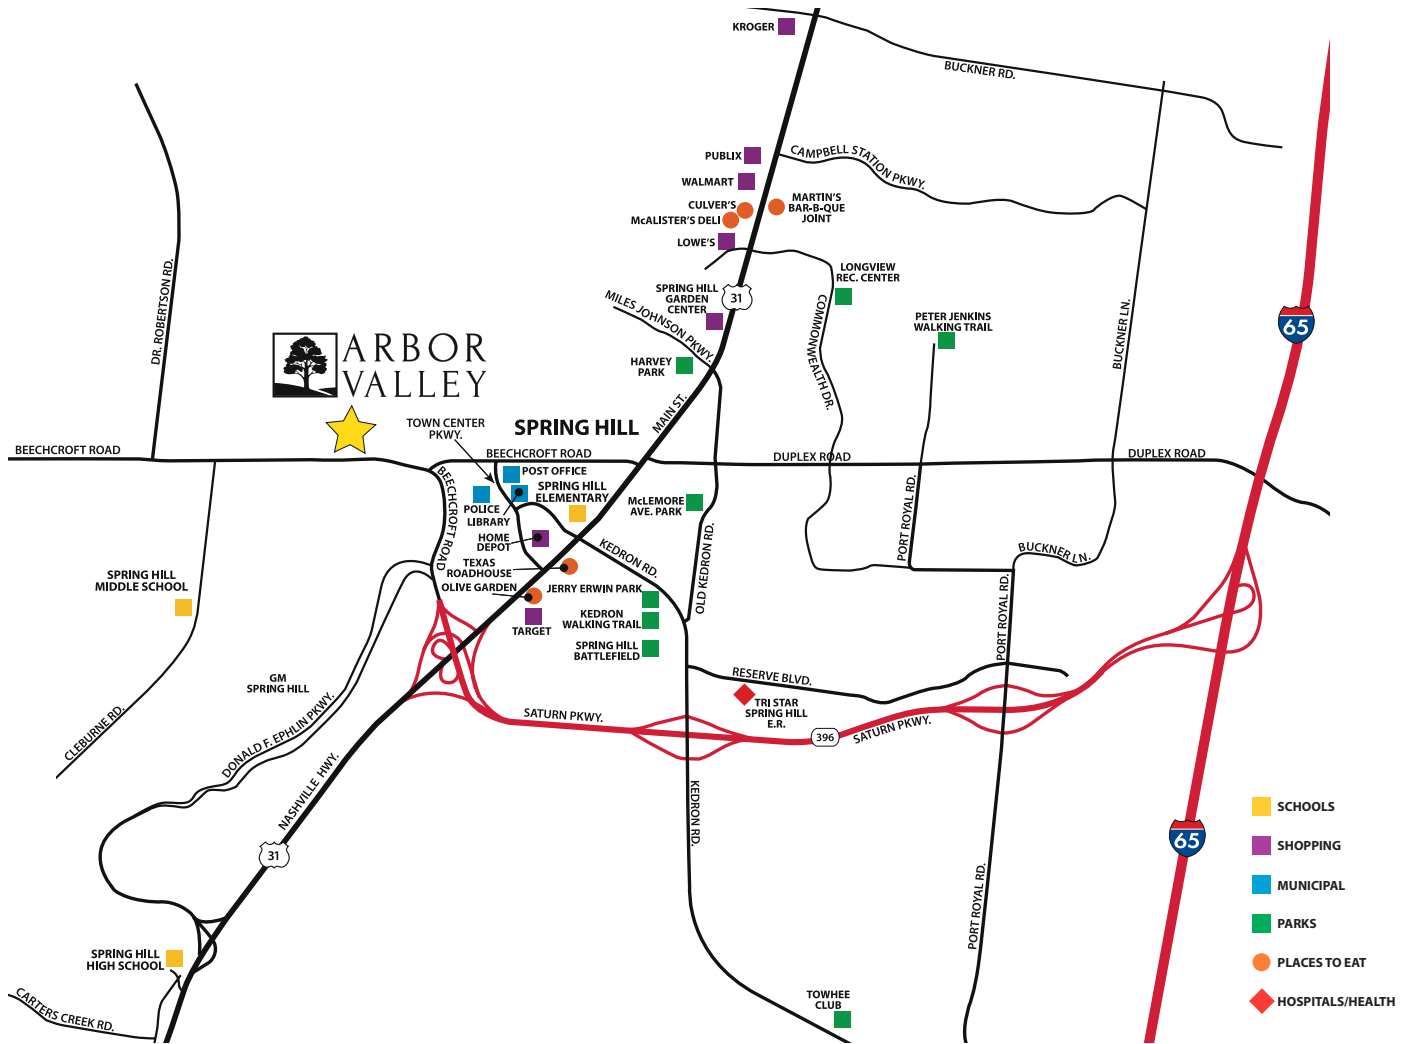 KROGER
BUCKNER RD.
PUBLIX
CAMPBELL STATION PKWY.
WALMART
CULVER'S
McALISTER'S DELI
MARTIN'S
BAR-B-QUE
JOINT
LOWE'S
DR. ROBERTSON RD.
LONGVIEW
REC. CENTER
SPRING HILL
GARDEN
CENTER
31
MILES JOHNSON PKWY.
COMMONWEALTH DR.
PETER JENKINS
WALKING TRAIL
BUCKNER LN.
65
ARBOR
VALLEY
HARVEY
PARK
MAIN ST.
TOWN CENTER
PKWY.
SPRING HILL
BEECHCROFT ROAD
BEECHCROFT ROAD
DUPLEX ROAD
DUPLEX ROAD
POST OFFICE
SPRING HILL
ELEMENTARY
BEECHCROFT ROAD
POLICE
LIBRARY
McLEMORE
AVE. PARK
PORT ROYAL RD.
HOME
DEPOT
KEDRON RD.
OLD KEDRON RD.
BUCKNER LN.
TEXAS
ROADHOUSE
OLIVE GARDEN
JERRY ERWIN PARK
SPRING HILL
MIDDLE SCHOOL
KEDRON
WALKING TRAIL
TARGET
SPRING HILL
BATTLEFIELD
PORT ROYAL RD.
RESERVE BLVD.
GM
SPRING HILL
TRI STAR
SPRING HILL
E.R.
SATURN PKWY.
396
SATURN PKWY.
CLEBURNE RD.
DONALD F. EPHLIN PKWY.
NASHVILLE HWY.
KEDRON RD.
31
65
PORT ROYAL RD.
SPRING HILL
HIGH SCHOOL
CARTERS CREEK RD.
TOWHEE
CLUB
SCHOOLS
SHOPPING
MUNICIPAL
PARKS
PLACES TO EAT
HOSPITALS/HEALTH